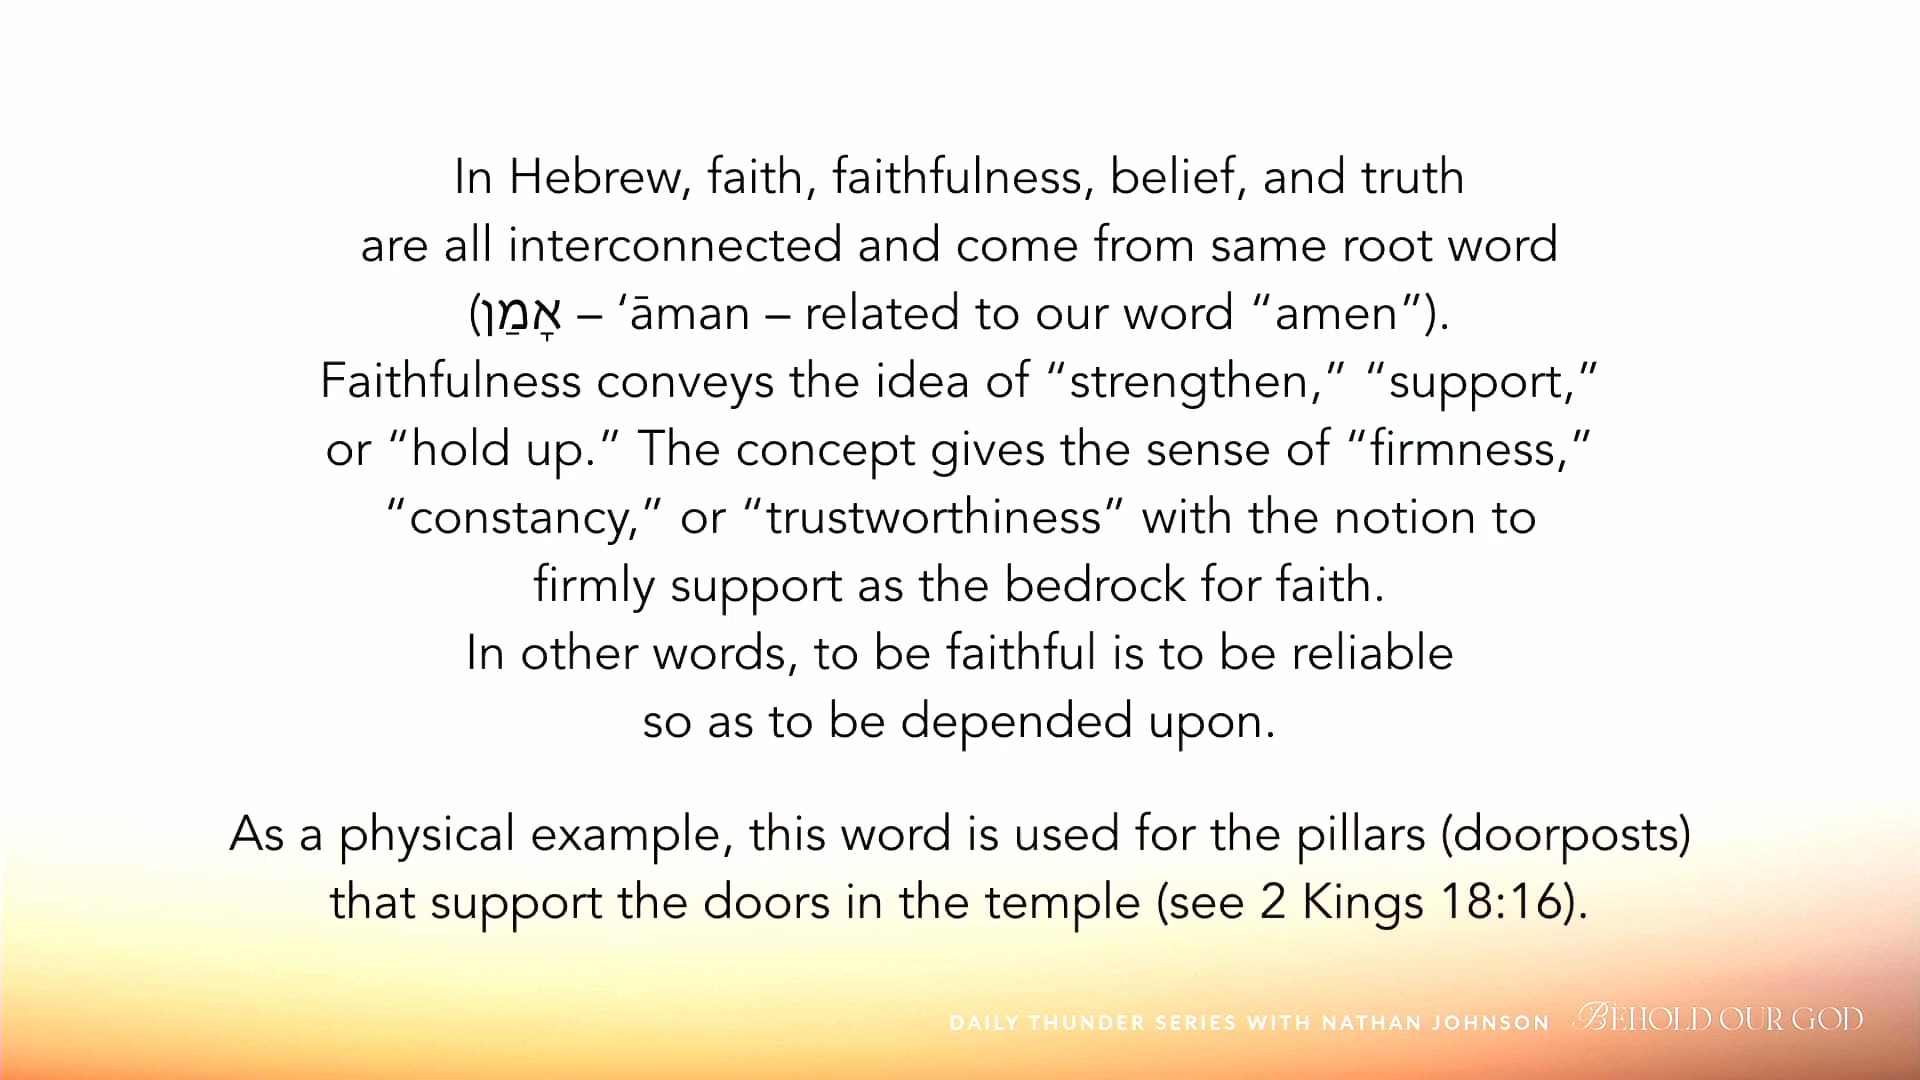 In Hebrew, faith, faithfulness, belief, and truth
are all interconnected and come from same root word
(אָמַן – ‘āman – related to our word “amen”).
Faithfulness conveys the idea of “strengthen,” “support,”
or “hold up.” The concept gives the sense of “firmness,”
“constancy,” or “trustworthiness” with the notion to
firmly support as the bedrock for faith.
In other words, to be faithful is to be reliable
so as to be depended upon.
As a physical example, this word is used for the pillars (doorposts)
that support the doors in the temple (see 2 Kings 18:16).
DAILY THUNDER SERIES WITH NATHAN JOHNSON BEHOLD OUR GOD